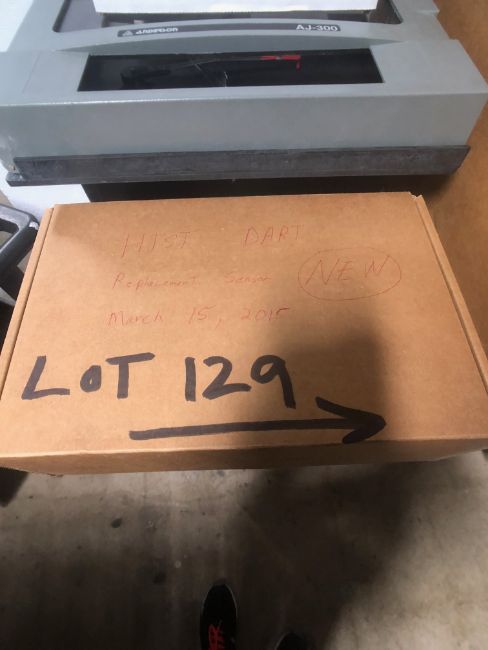 ANDERSON AJ-300
HIST DART
Replacement Sensor NEW
March 15, 2015
LOT 129